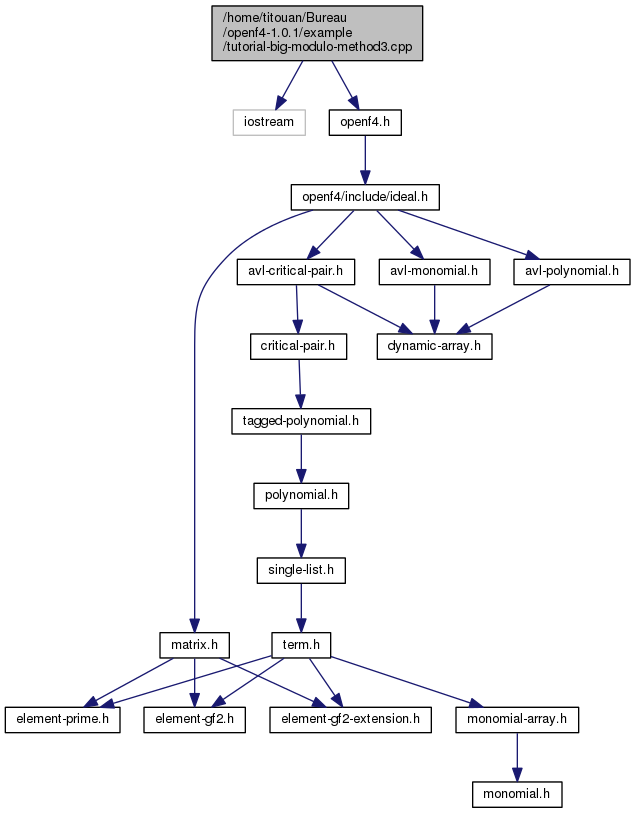 /home/titouan/Bureau
/openf4-1.0.1/example
/tutorial-big-modulo-method3.cpp
iostream
openf4.h
openf4/include/ideal.h
avl-critical-pair.h
avl-monomial.h
avl-polynomial.h
critical-pair.h
dynamic-array.h
tagged-polynomial.h
polynomial.h
single-list.h
matrix.h
term.h
element-prime.h
element-gf2.h
element-gf2-extension.h
monomial-array.h
monomial.h